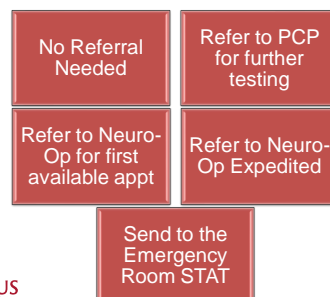 No Referral
Needed
Refer to PCP
for further
testing
Refer to Neuro-
Op for first
available appt
Refer to Neuro-
Op Expedited
Send to the
Emergency
Room STAT
US